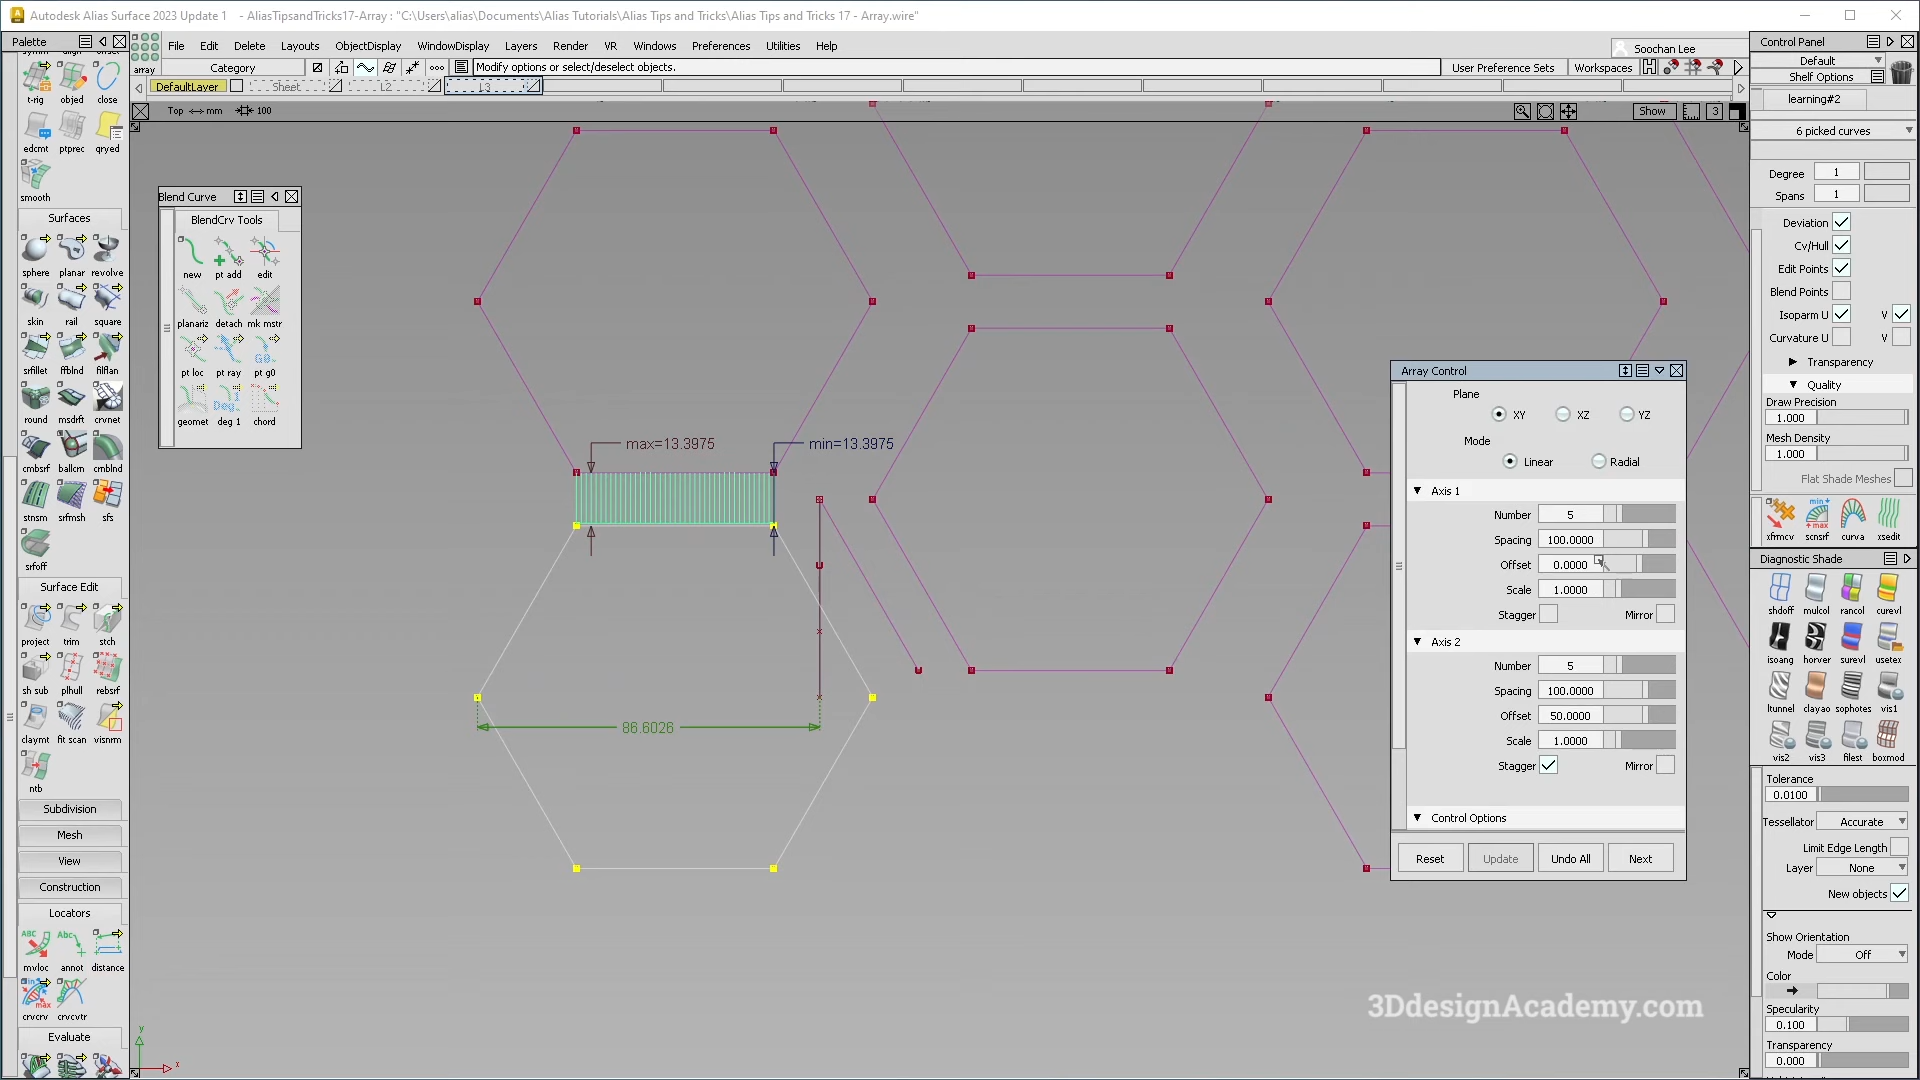 Autodesk Alias Surface 2023 Update 1 - AliasTipsandTricks17-Array : "C:\Users\alias\Documents\Alias Tutorials\Alias Tips and Tricks\Alias Tips and Tricks 17 - Array.wire"
Palette
array
File Edit Delete Layouts ObjectDisplay WindowDisplay Layers Render VR Windows Preferences Utilities Help
Soochan Lee
Category
Modify options or select/deselect objects.
User Preference Sets
Workspaces
DefaultLayer
Sheet
L2
L3
Top mm 100
Show
3
t-rig objed close
edcmt ptprec qryed
smooth
Surfaces
sphere planar revolve
skin rail square
srfillet ffblnd filflan
round msdrft crvnet
cmbsrf ballcrn cmblnd
stnsm srfmsh sfs
srfoff
Surface Edit
project trim stch
sh sub plhull rebsrf
claymt fit scan visnrm
ntb
Subdivision
Mesh
View
Construction
Locators
ABC
Abc
mvloc annot distance
min
max
crvcrv crvcvtr
Evaluate
Blend Curve
BlendCrv Tools
new pt add edit
planariz detach mk mstr
G0
pt loc pt ray pt g0
Deg1
geomet deg 1 chord
max=13.3975
min=13.3975
86.6026
y
x
Array Control
Plane
XY XZ YZ
Mode
Linear Radial
Axis 1
Number 5
Spacing 100.0000
Offset 0.0000
Scale 1.0000
Stagger Mirror
Axis 2
Number 5
Spacing 100.0000
Offset 50.0000
Scale 1.0000
Stagger Mirror
Control Options
Reset Update Undo All Next
3DdesignAcademy.com
Control Panel
Default
Shelf Options
learning#2
6 picked curves
Degree 1
Spans 1
Deviation
Cv/Hull
Edit Points
Blend Points
Isoparm U V
Curvature U V
Transparency
Quality
Draw Precision
1.000
Mesh Density
1.000
Flat Shade Meshes
min
max
xfrmcv scnsrf curva xsedit
Diagnostic Shade
shdoff mulcol rancol curevl
isoang horver surevl usetex
ltunnel clayao sophotes vis1
vis2 vis3 filest boxmod
Tolerance
0.0100
Tessellator Accurate
Limit Edge Length
Layer None
New objects
Show Orientation
Mode Off
Color
Specularity
0.100
Transparency
0.000